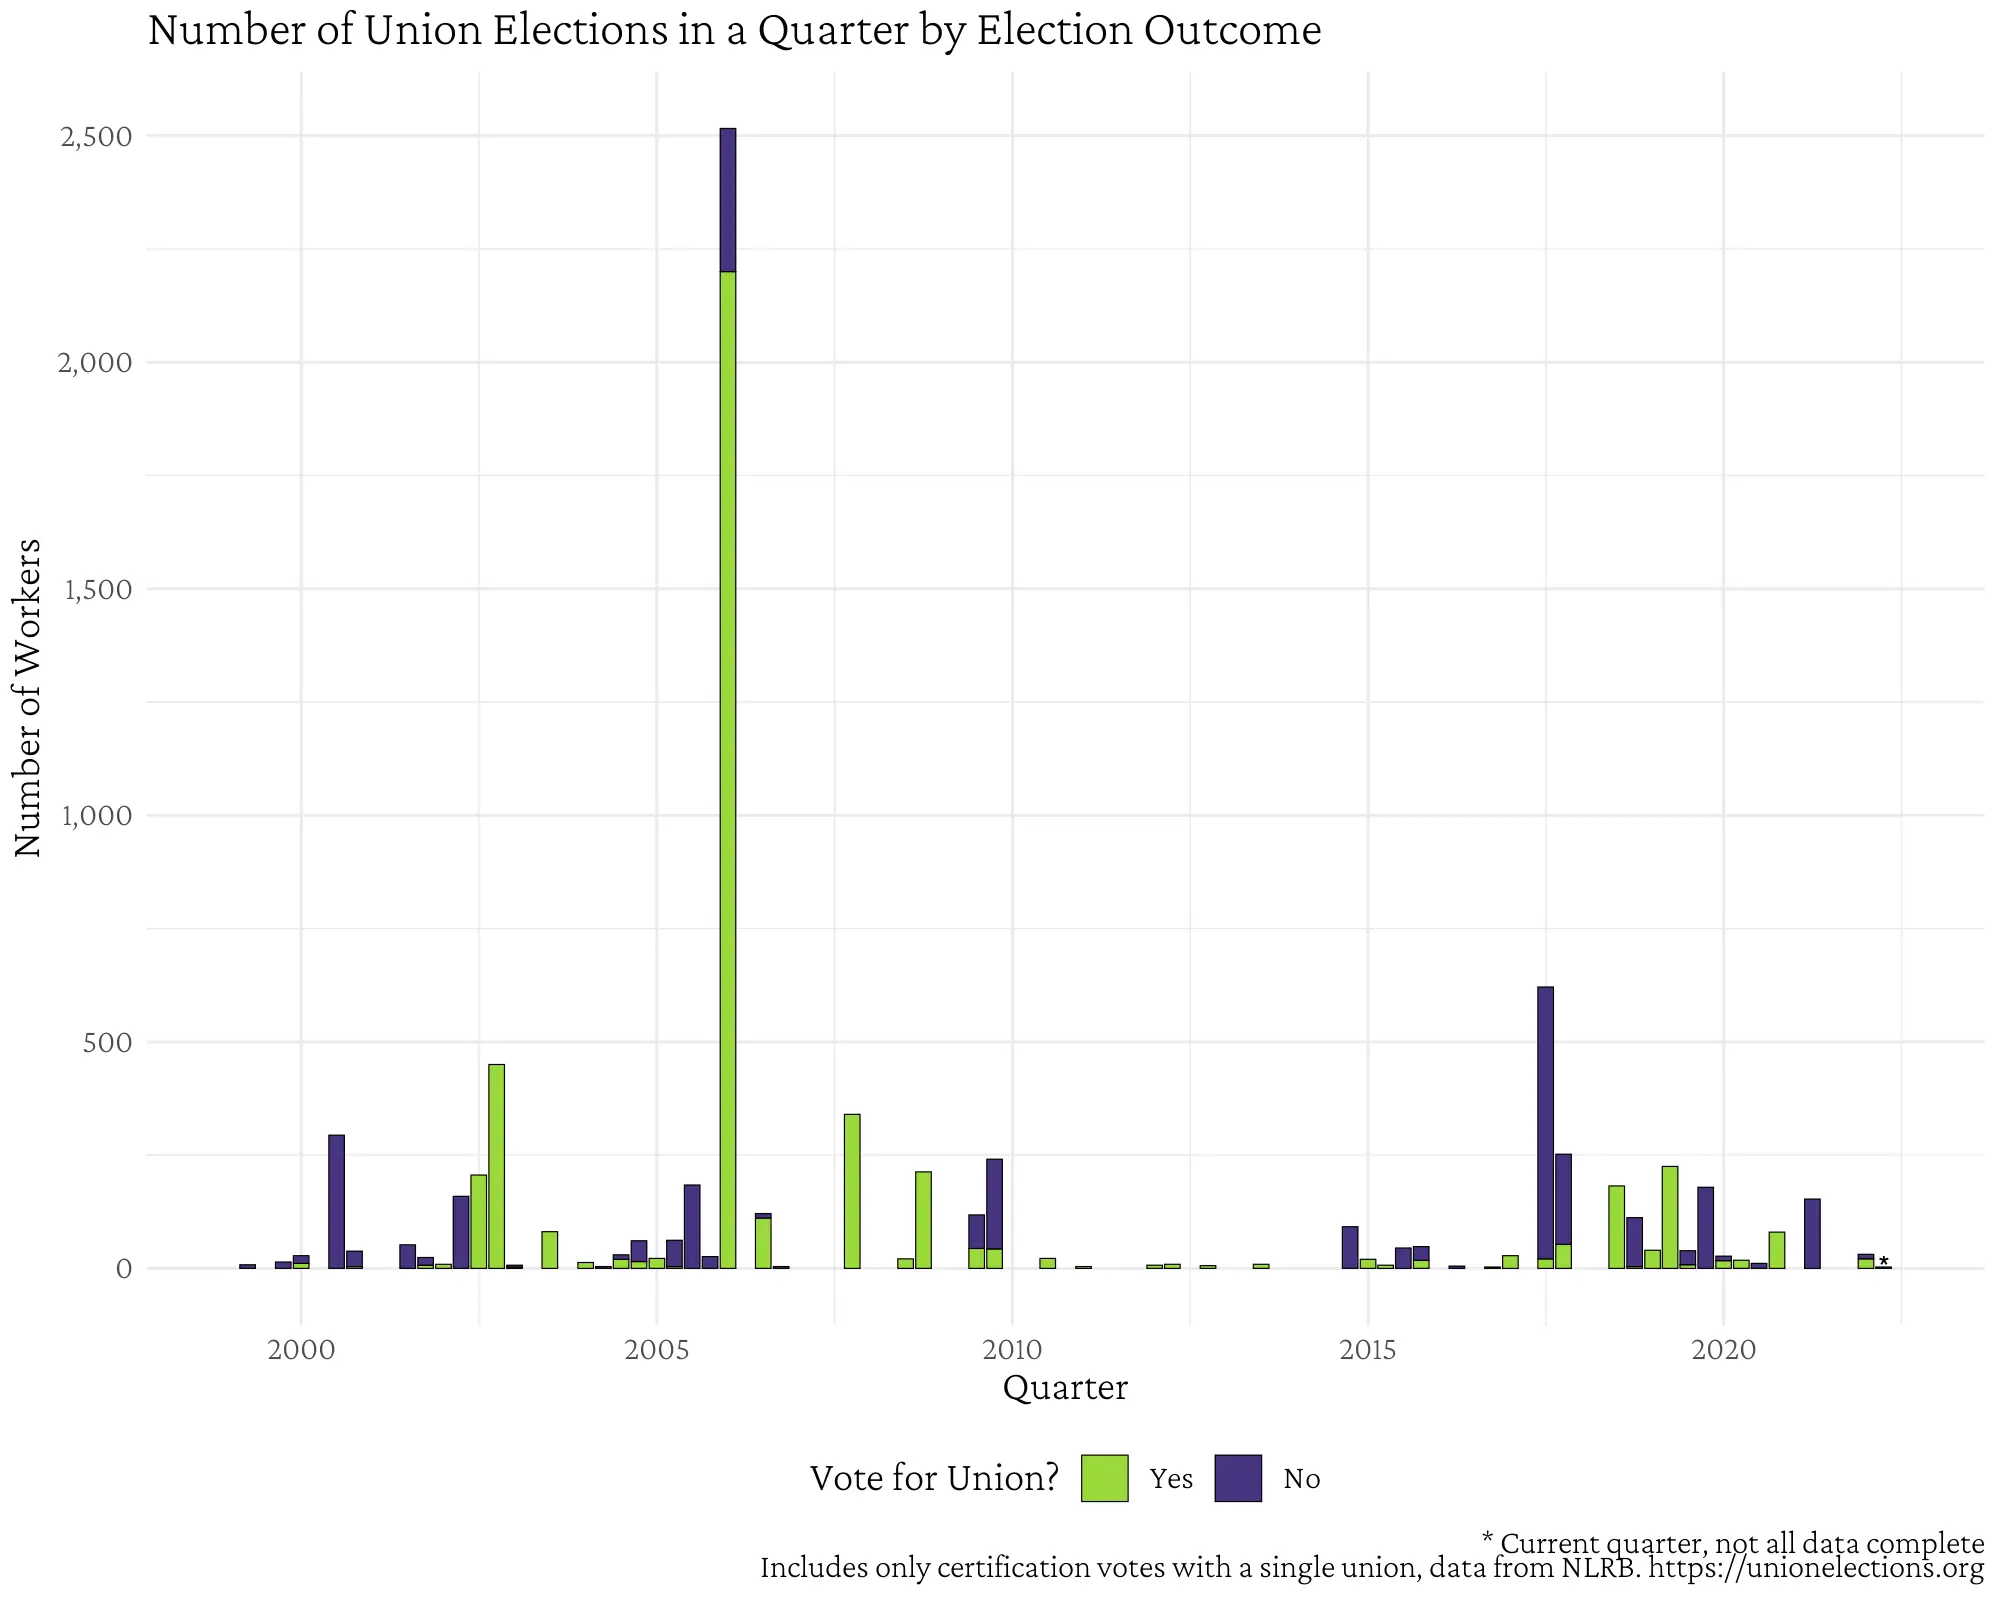 Number of Union Elections in a Quarter by Election Outcome
Number of Workers
2,500
2,000
1,500
1,000
500
0
*
2000 2005 2010 2015 2020
Quarter
Vote for Union? Yes No
* Current quarter, not all data complete
Includes only certification votes with a single union, data from NLRB. https://unionelections.org